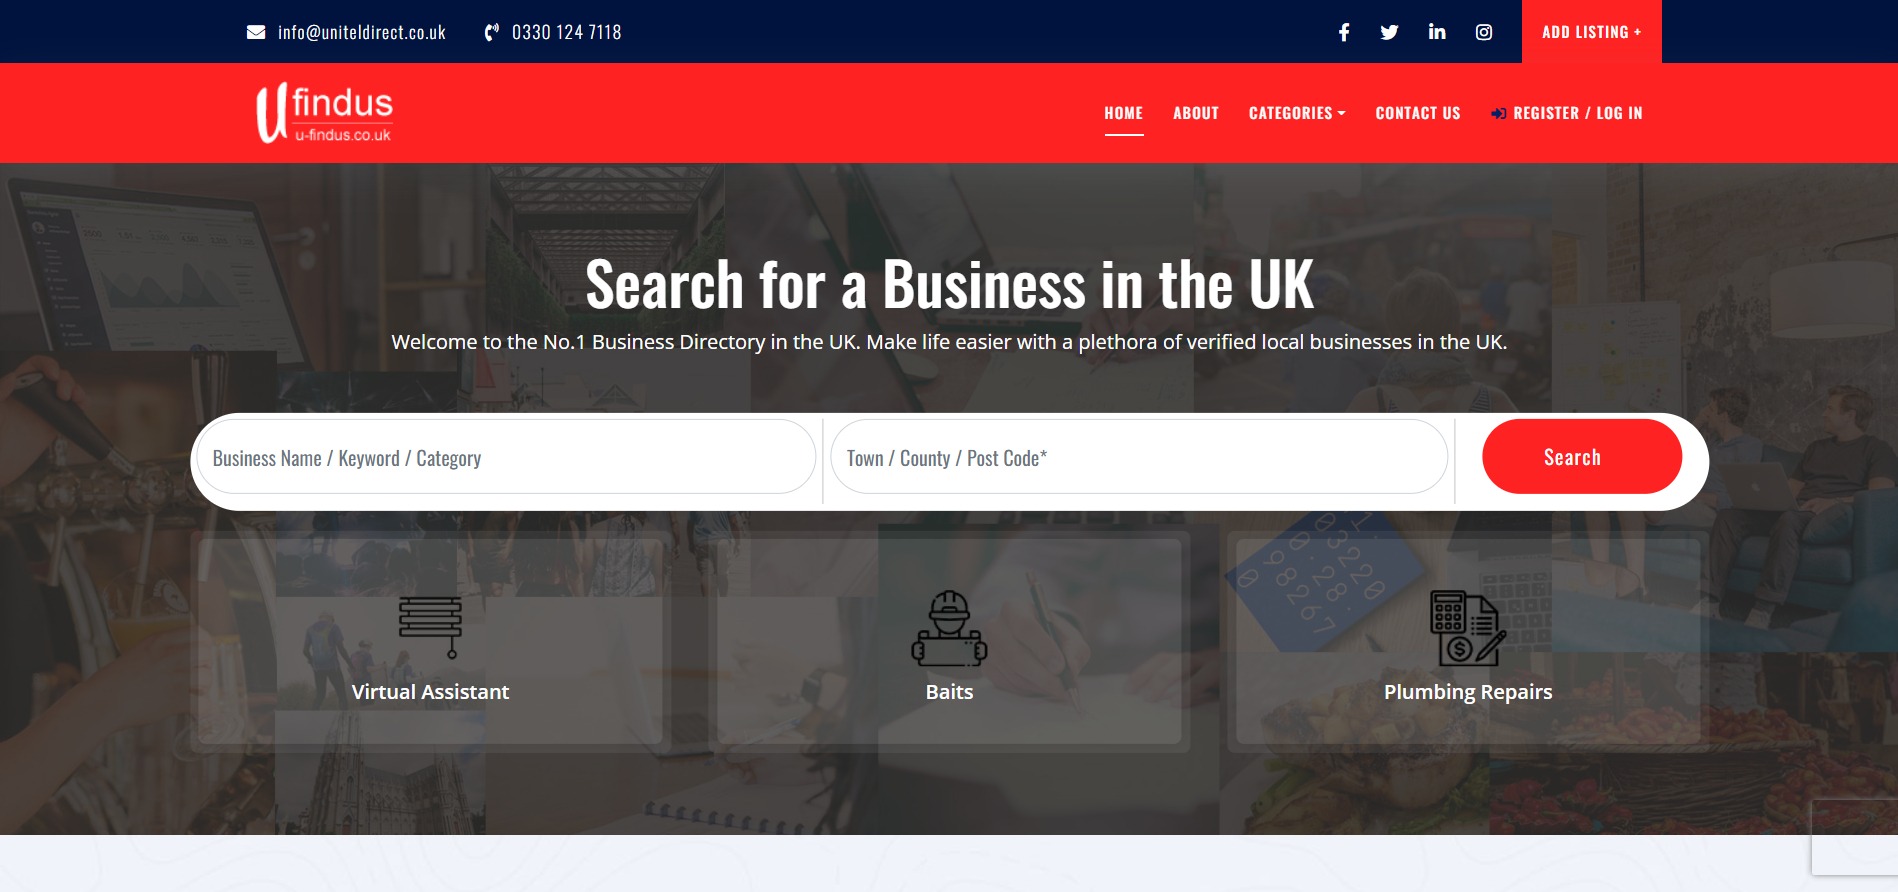 info@uniteldirect.co.uk
0330 124 7118
ADD LISTING +
Ufindus
u-findus.co.uk
HOME
ABOUT
CATEGORIES
CONTACT US
REGISTER / LOG IN
Search for a Business in the UK
Welcome to the No.1 Business Directory in the UK. Make life easier with a plethora of verified local businesses in the UK.
Business Name / Keyword / Category
Town / County / Post Code*
Search
Virtual Assistant
Baits
Plumbing Repairs